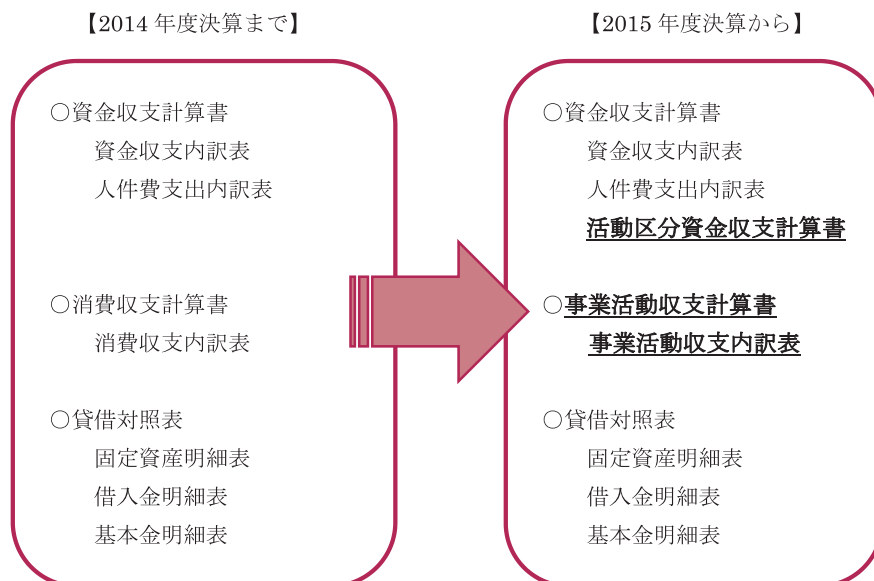 【2014 年度決算まで】
○資金収支計算書
資金収支内訳表
人件費支出内訳表
○消費収支計算書
消費収支内訳表
○貸借対照表
固定資産明細表
借入金明細表
基本金明細表
【2015 年度決算から】
○資金収支計算書
資金収支内訳表
人件費支出内訳表
活動区分資金収支計算書
○事業活動収支計算書
事業活動収支内訳表
○貸借対照表
固定資産明細表
借入金明細表
基本金明細表